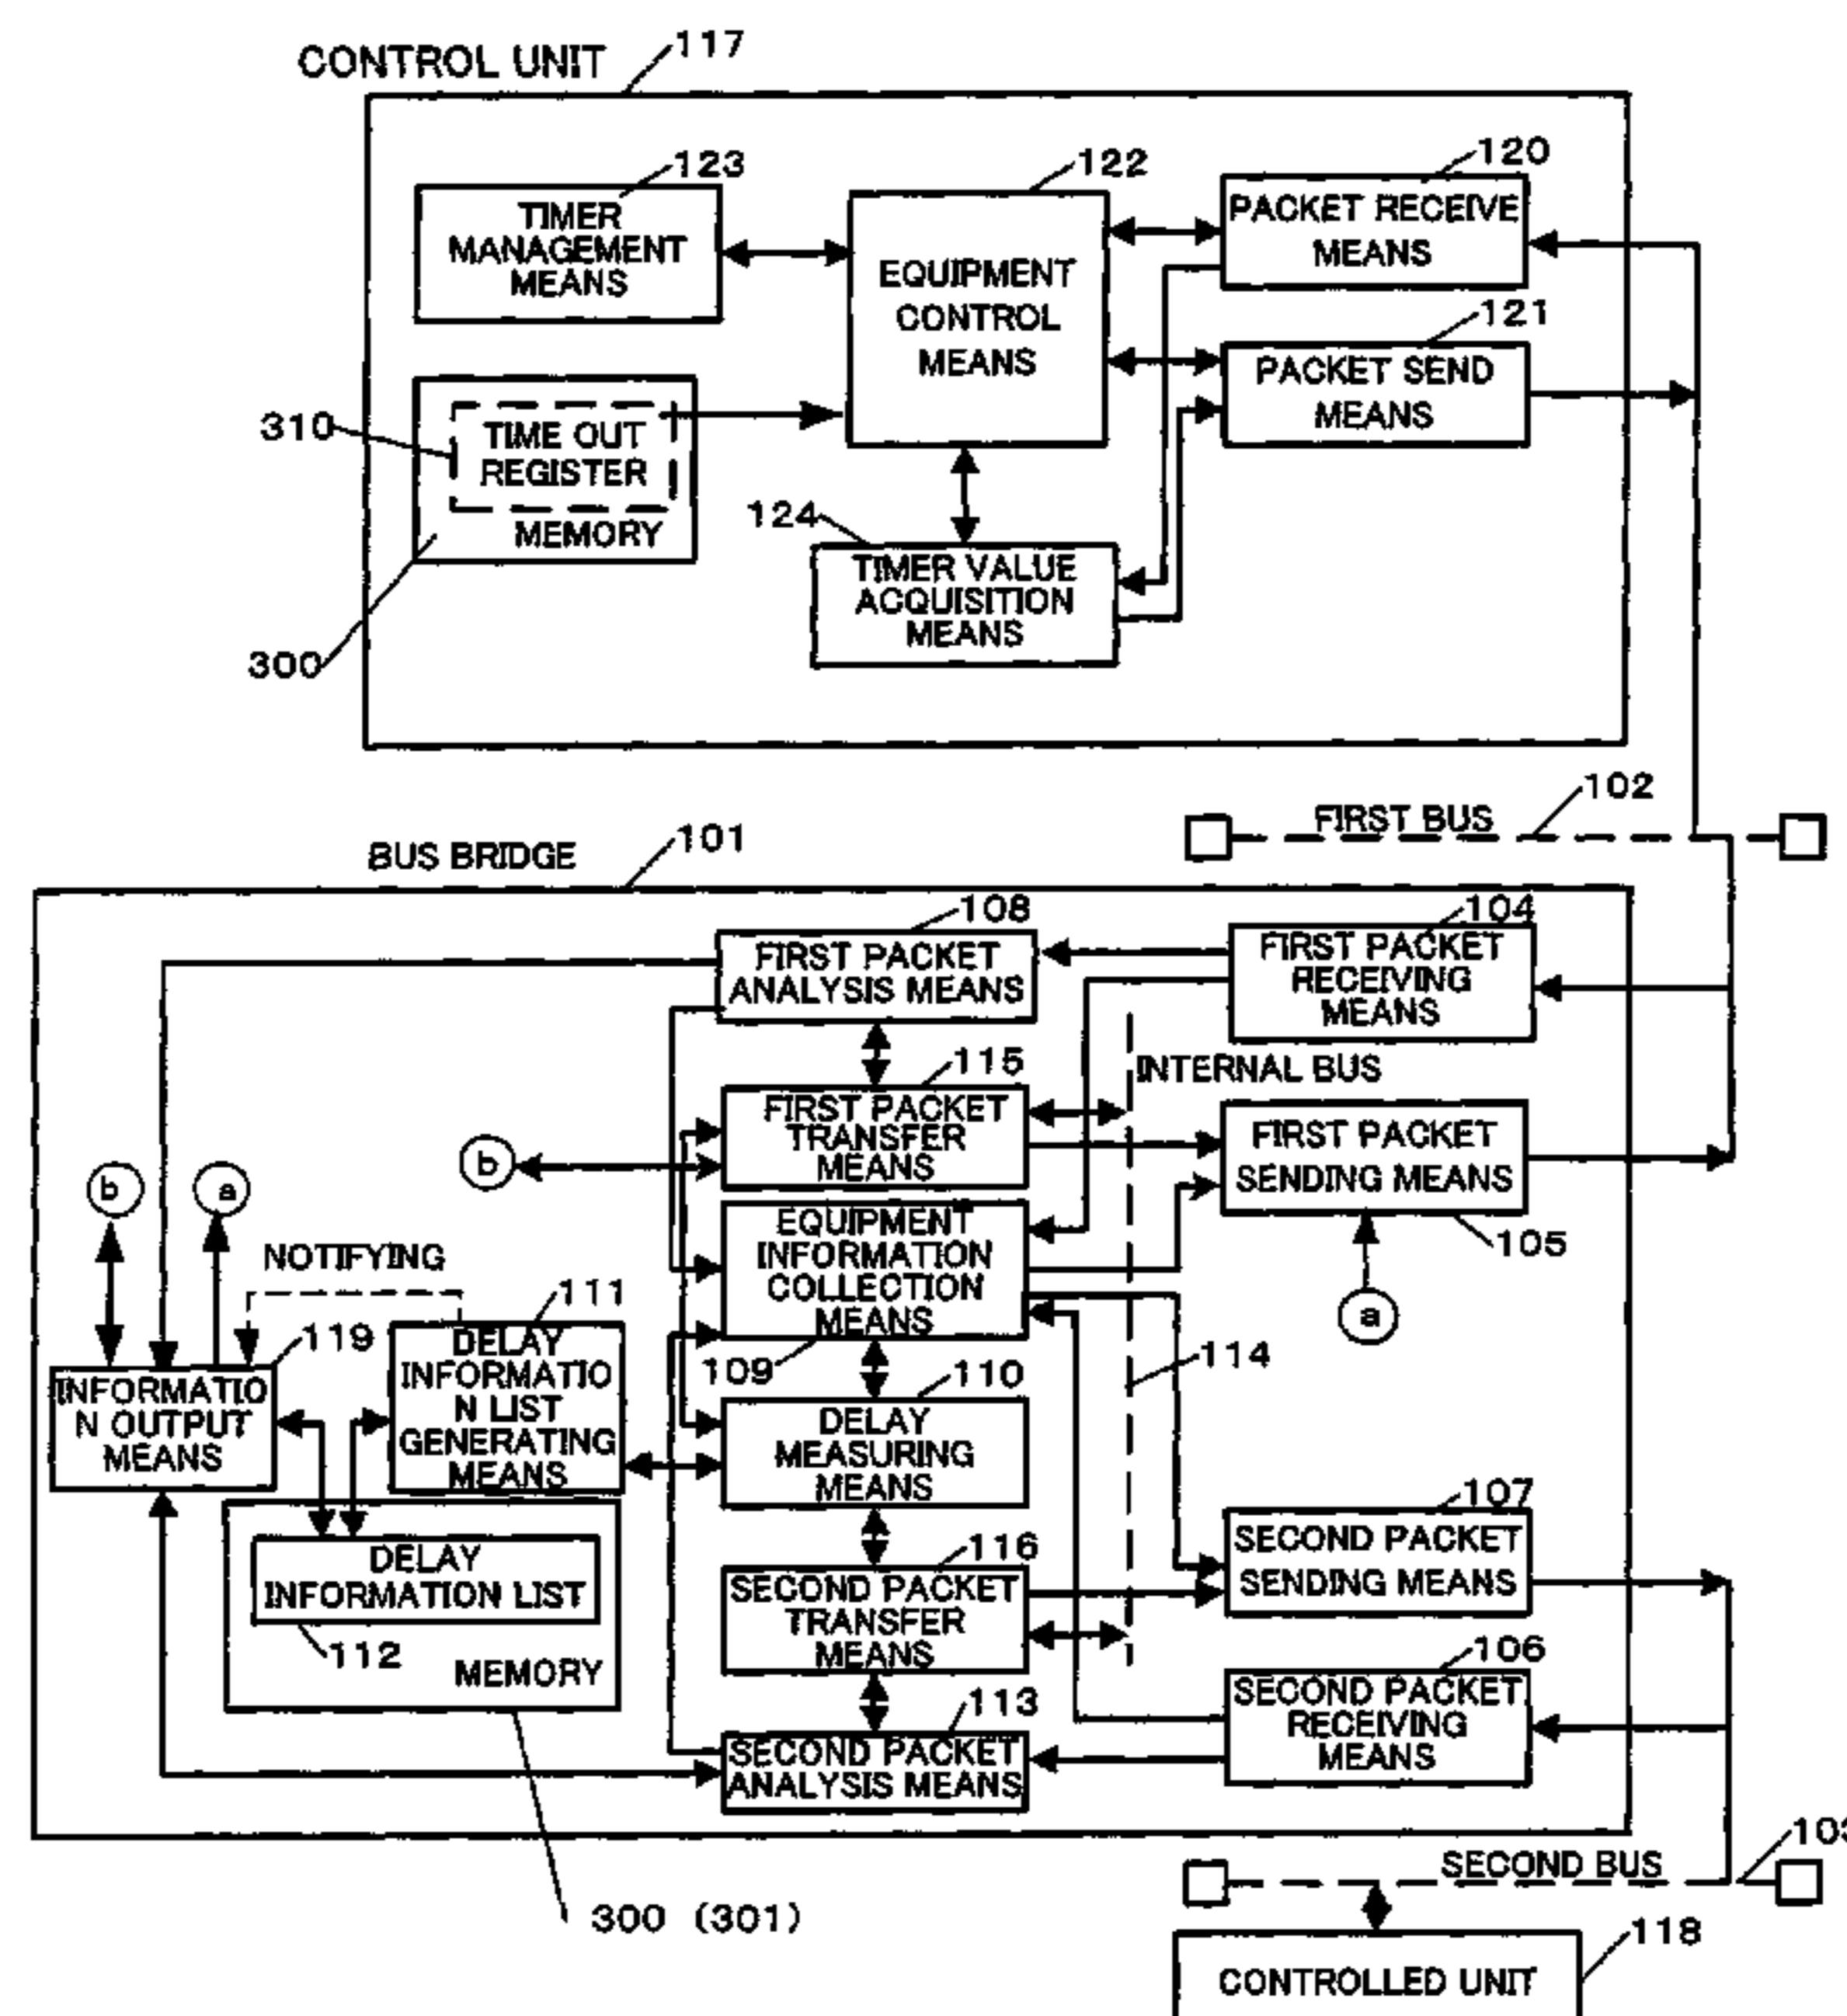 CONTROL UNIT
117
123
122
120
TIMER
MANAGEMENT
MEANS
EQUIPMENT
CONTROL
MEANS
PACKET RECEIVE
MEANS
121
PACKET SEND
MEANS
310
TIME OUT
REGISTER
MEMORY
300
124
TIMER VALUE
ACQUISITION
MEANS
102
FIRST BUS
BUS BRIDGE
101
108
104
FIRST PACKET
ANALYSIS MEANS
FIRST PACKET
RECEIVING
MEANS
115
INTERNAL BUS
FIRST PACKET
TRANSFER
MEANS
FIRST PACKET
SENDING MEANS
105
a
b
b
a
NOTIFYING
EQUIPMENT
INFORMATION
COLLECTION
MEANS
109
114
119
111
INFORMATIO
N OUTPUT
MEANS
DELAY
INFORMATIO
N LIST
GENERATING
MEANS
110
DELAY
MEASURING
MEANS
107
SECOND PACKET
SENDING MEANS
DELAY
INFORMATION LIST
112
MEMORY
116
SECOND PACKET
TRANSFER
MEANS
106
SECOND PACKET
RECEIVING
MEANS
113
SECOND PACKET
ANALYSIS MEANS
300 (301)
SECOND BUS
103
118
CONTROLLED UNIT